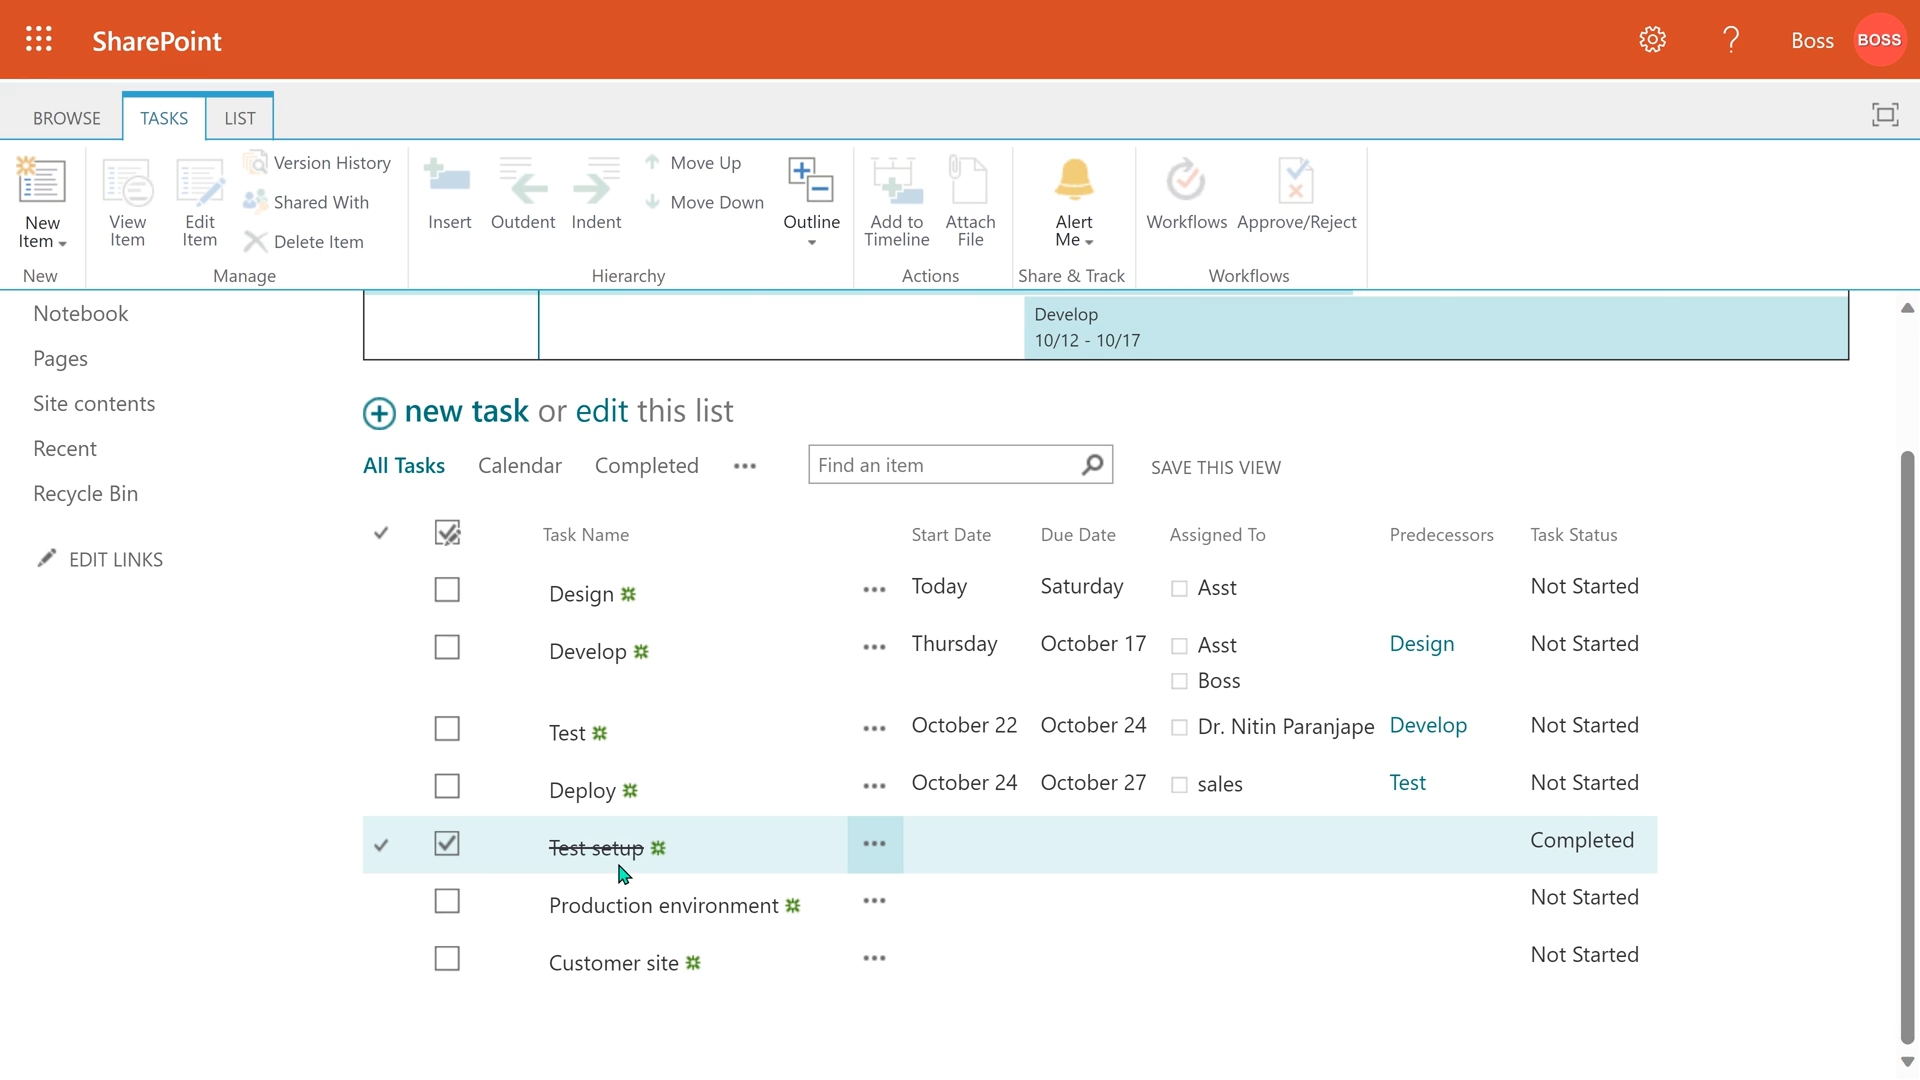 SharePoint
Boss
BOSS
BROWSE
TASKS
LIST
New
Item
View
Item
Edit
Item
Version History
Shared With
Delete Item
Insert
Outdent
Indent
Move Up
Move Down
Outline
Add to
Timeline
Attach
File
Alert
Me
Workflows
Approve/Reject
New
Manage
Hierarchy
Actions
Share & Track
Workflows
Notebook
Pages
Site contents
Recent
Recycle Bin
EDIT LINKS
Develop
10/12 - 10/17
new task or edit this list
All Tasks
Calendar
Completed
Find an item
SAVE THIS VIEW
Task Name
Start Date
Due Date
Assigned To
Predecessors
Task Status
Design
Today
Saturday
Asst
Not Started
Develop
Thursday
October 17
Asst
Boss
Design
Not Started
Test
October 22
October 24
Dr. Nitin Paranjape
Develop
Not Started
Deploy
October 24
October 27
sales
Test
Not Started
Test setup
Completed
Production environment
Not Started
Customer site
Not Started